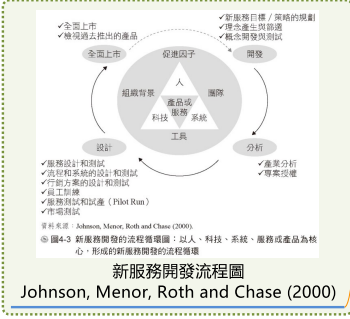 ✓全面上市
✓檢視過去推出的產品
✓新服務目標／策略的規劃
✓理念產生與篩選
✓概念開發與測試
全面上市
促進因子
開發
人
組織背景
團隊
產品或
服務
科技
系統
工具
設計
分析
✓服務設計和測試
✓流程和系統的設計和測試
✓行銷方案的設計和測試
✓員工訓練
✓服務測試和試產（Pilot Run）
✓市場測試
✓產業分析
✓專案授權
資料來源：Johnson, Menor, Roth and Chase (2000).
圖4-3 新服務開發的流程循環圖：以人、科技、系統、服務或產品為核
心，形成的新服務開發的流程循環
新服務開發流程圖
Johnson, Menor, Roth and Chase (2000)